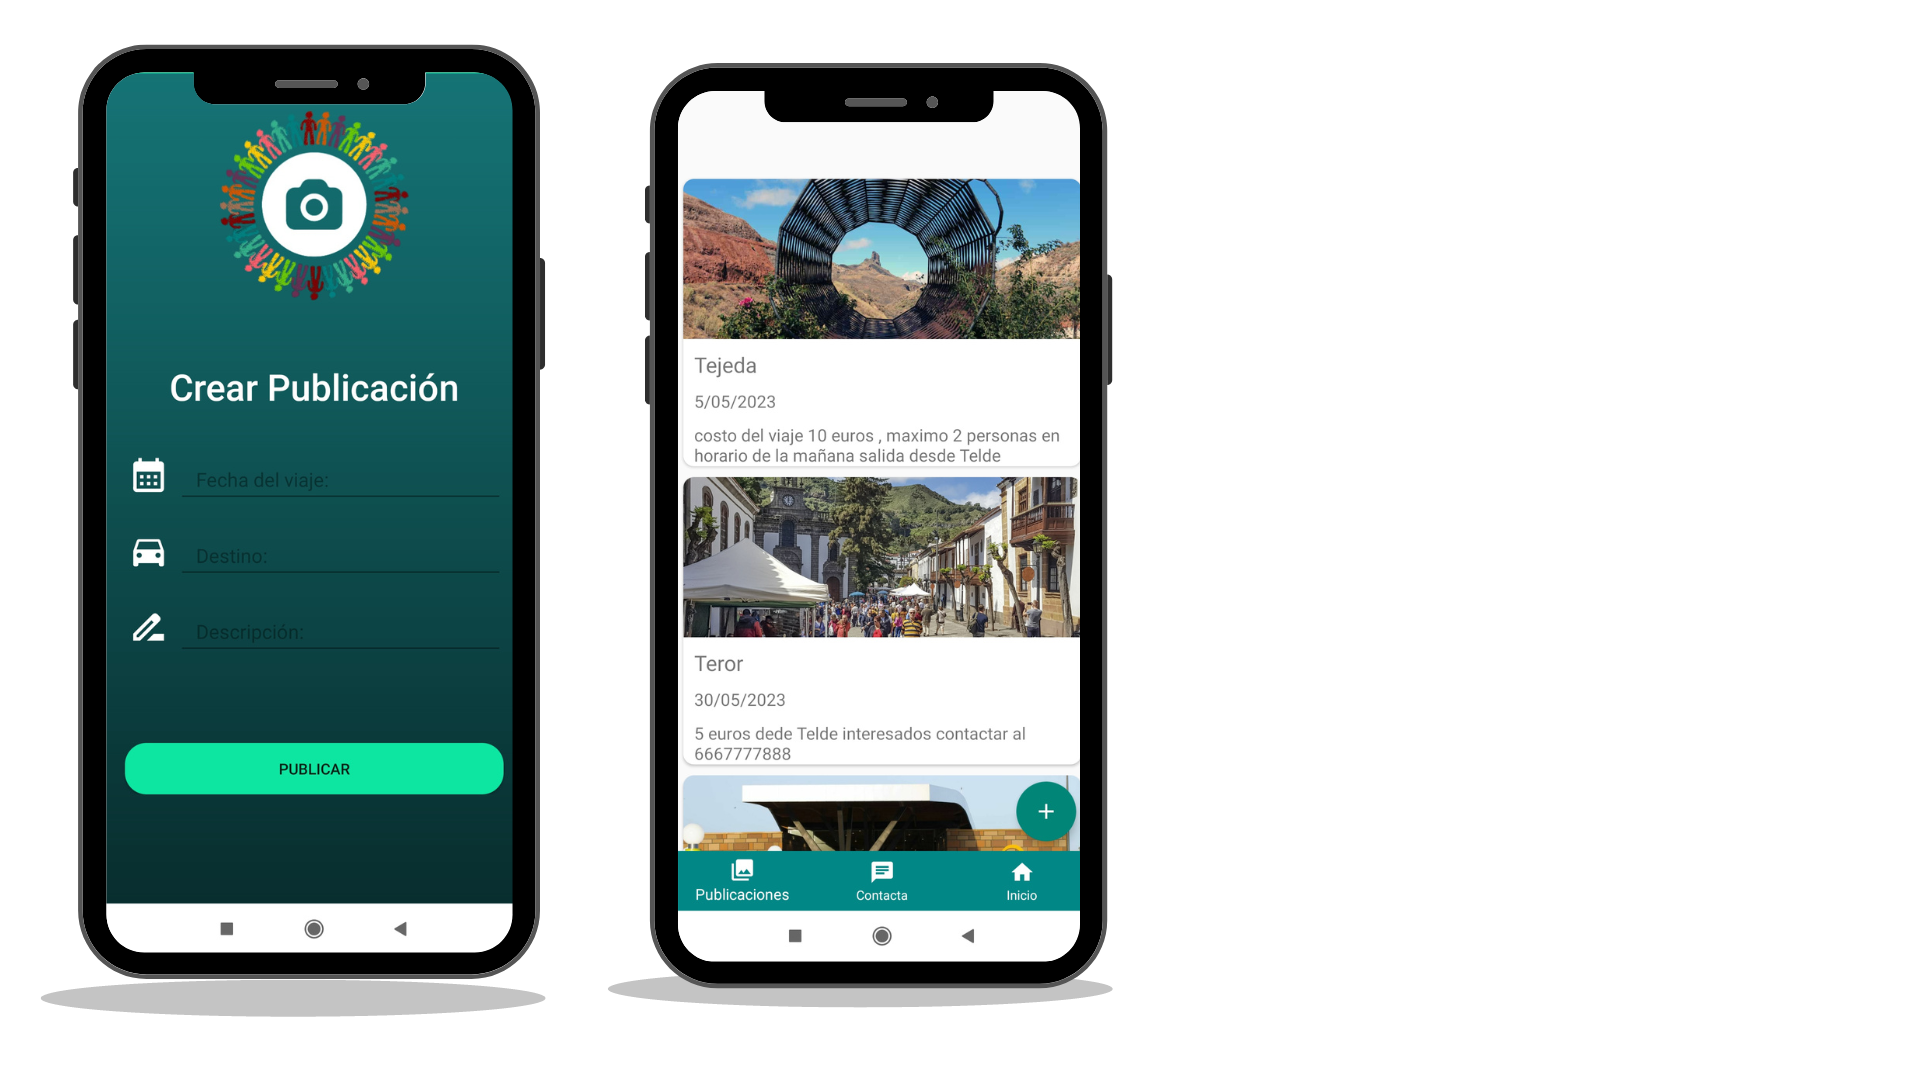 Crear Publicación
Fecha del viaje:
Destino:
Descripción:
PUBLICAR
Tejeda
5/05/2023
costo del viaje 10 euros , maximo 2 personas en
horario de la mañana salida desde Telde
Teror
30/05/2023
5 euros dede Telde interesados contactar al
6667777888
Publicaciones
Contacta
Inicio